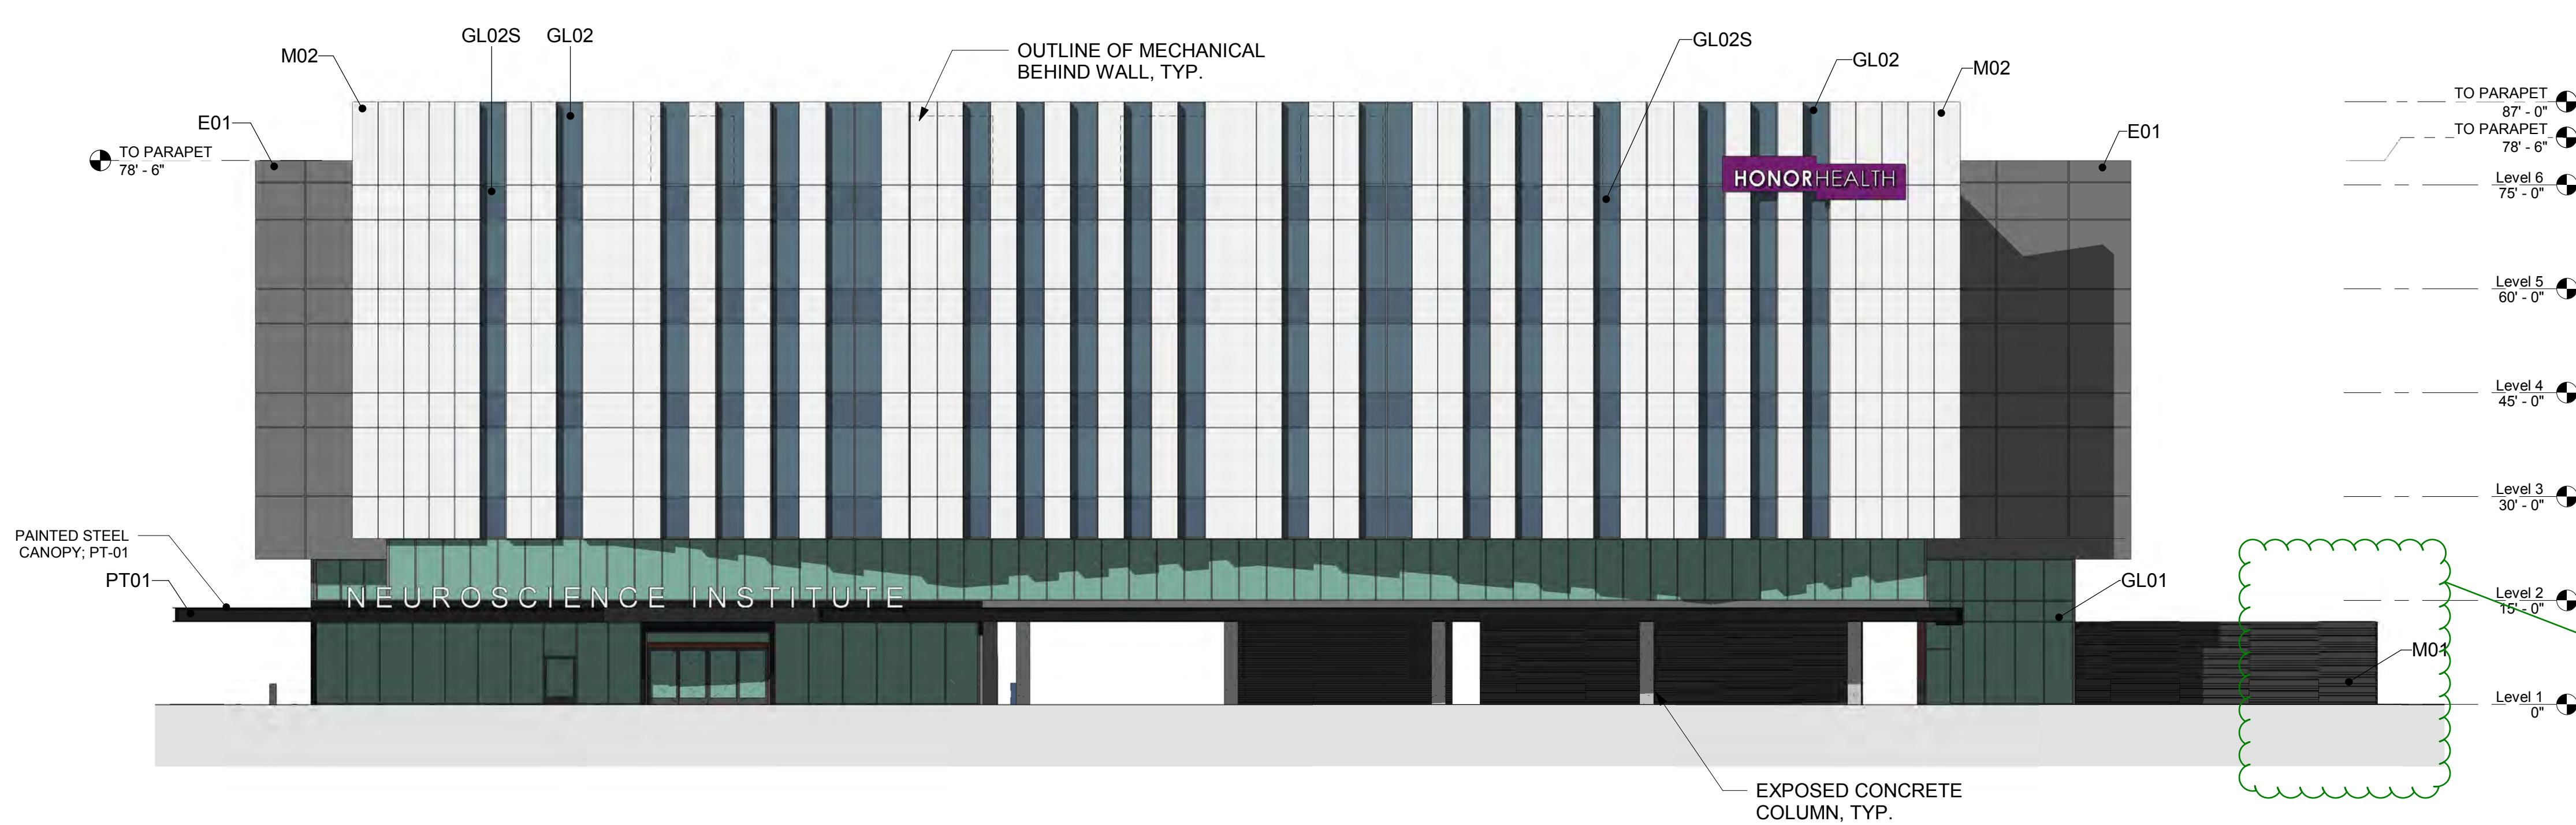 GL02S
GL02
M02
OUTLINE OF MECHANICAL
BEHIND WALL, TYP.
GL02S
GL02
M02
TO PARAPET
87' - 0"
E01
TO PARAPET
78' - 6"
E01
TO PARAPET
78' - 6"
HONORHEALTH
Level 6
75' - 0"
Level 5
60' - 0"
Level 4
45' - 0"
Level 3
30' - 0"
PAINTED STEEL
CANOPY; PT-01
PT01
NEUROSCIENCE INSTITUTE
GL01
Level 2
15' - 0"
M01
Level 1
0"
EXPOSED CONCRETE
COLUMN, TYP.